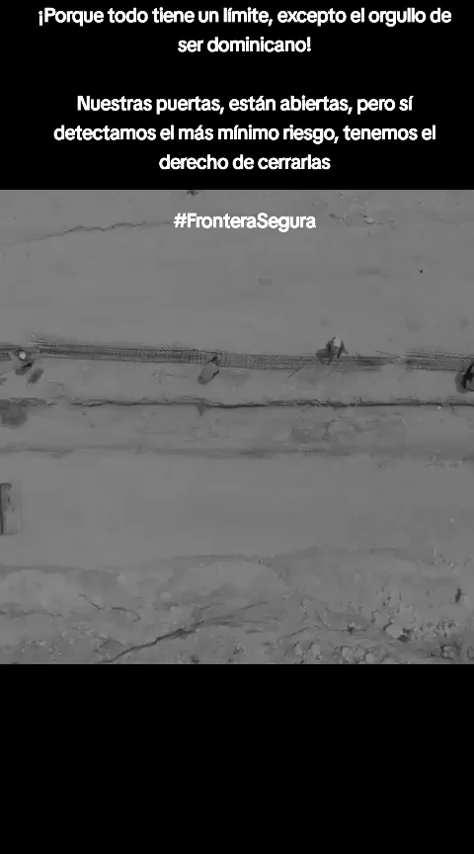 ¡Porque todo tiene un límite, excepto el orgullo de
ser dominicano!
Nuestras puertas, están abiertas, pero sí
detectamos el más mínimo riesgo, tenemos el
derecho de cerrarlas
#FronteraSegura